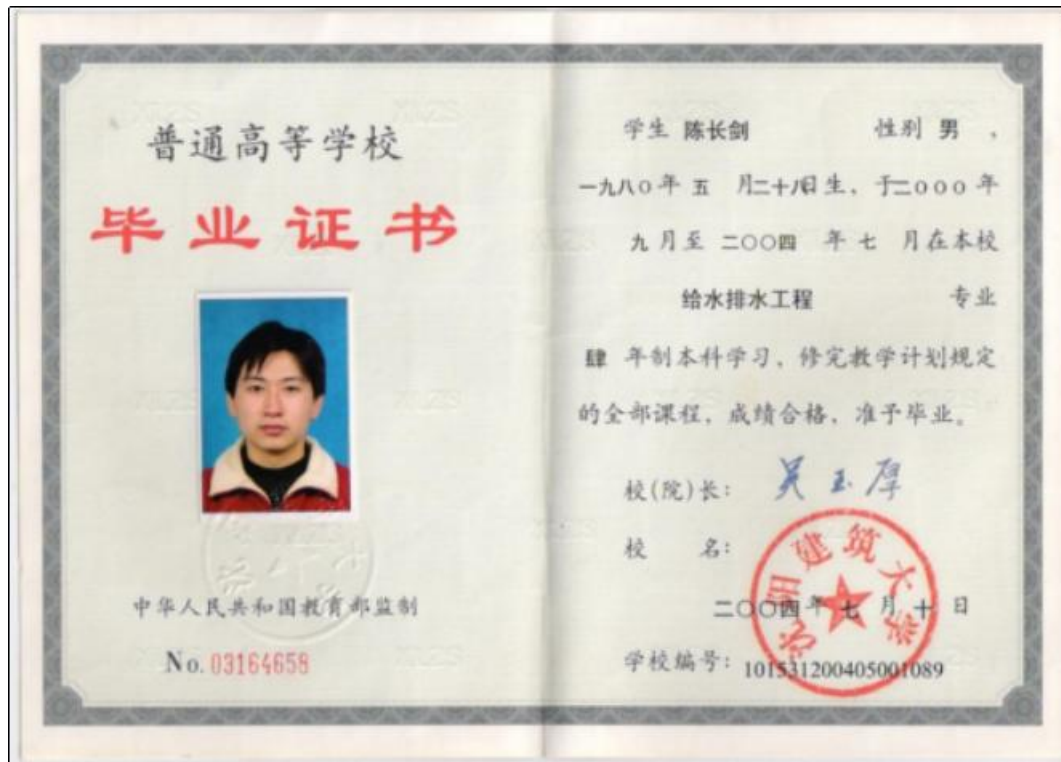 普通高等学校
毕业证书
中华人民共和国教育部监制
No. 03164658
学生 陈长剑 性别 男 ，
一九八〇年 五 月二十八日生，于二〇〇〇年
九 月至 二〇〇四 年 七 月在本校
给水排水工程 专业
肆 年制本科学习，修完教学计划规定
的全部课程，成绩合格，准予毕业。
校(院)长： 吴玉厚
校 名：
沈阳建筑大学
二〇〇四年 七 月 十 日
学校编号：101531200405001089